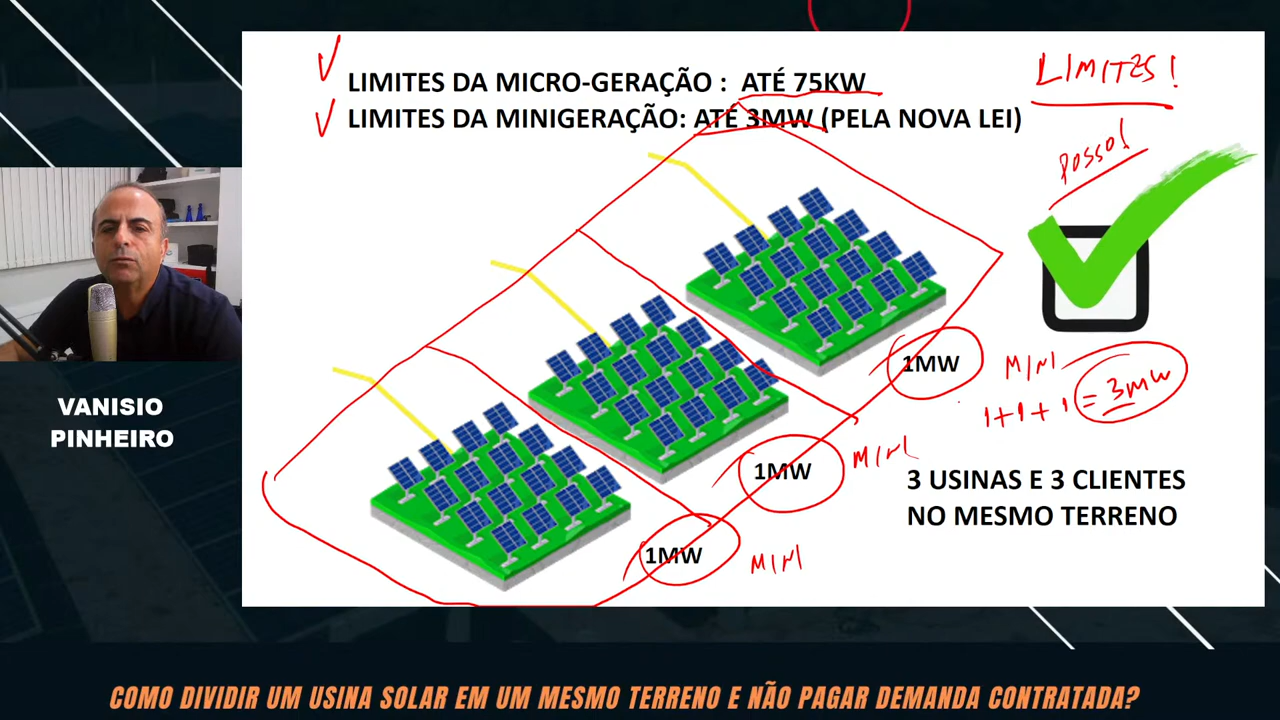 LIMITES DA MICRO-GERAÇÃO : ATÉ 75KW
LIMITES DA MINIGERAÇÃO: ATÉ 3MW (PELA NOVA LEI)
LIMITES!
POSSO!
1MW
MINI
1+1+1 = 3MW
1MW
MINI
1MW
MINI
3 USINAS E 3 CLIENTES
NO MESMO TERRENO
VANISIO
PINHEIRO
COMO DIVIDIR UM USINA SOLAR EM UM MESMO TERRENO E NÃO PAGAR DEMANDA CONTRATADA?